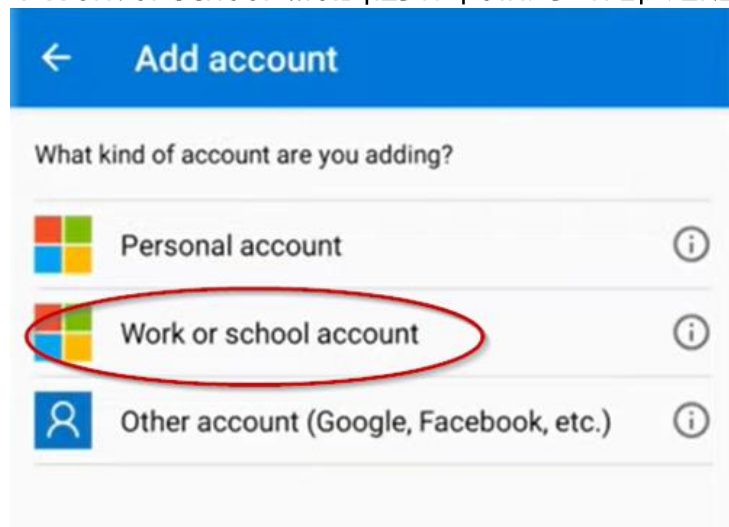 Add account
What kind of account are you adding?
Personal account
Work or school account
Other account (Google, Facebook, etc.)